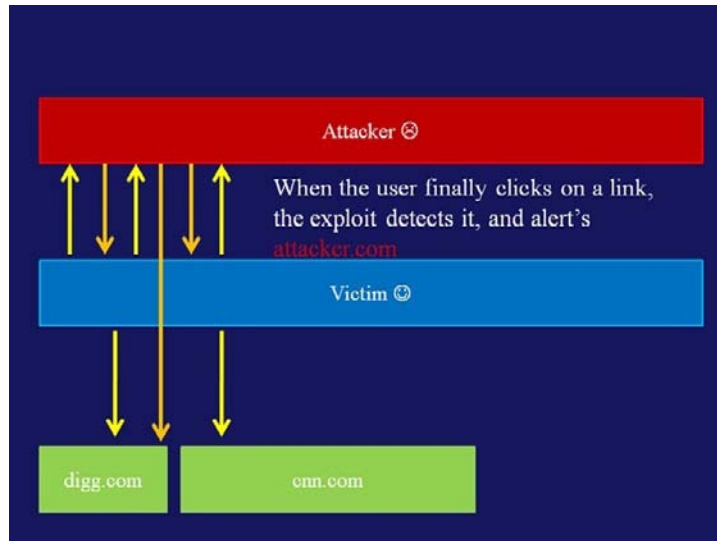 Attacker ☹
When the user finally clicks on a link,
the exploit detects it, and alert's
attacker.com
Victim ☺
digg.com
cnn.com